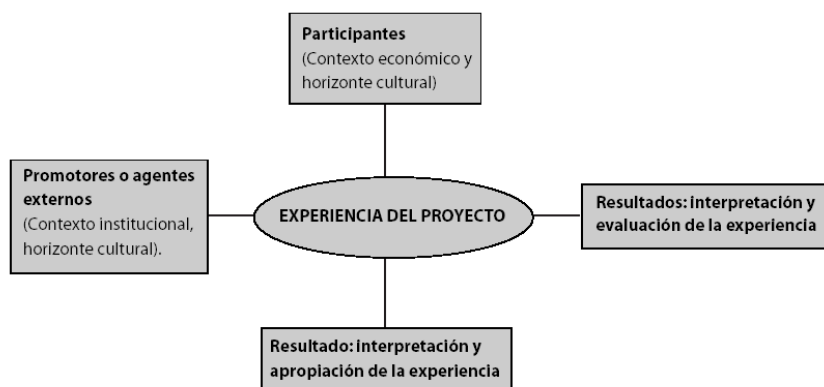 Participantes
(Contexto económico y
horizonte cultural)
Promotores o agentes
externos
(Contexto institucional,
horizonte cultural).
EXPERIENCIA DEL PROYECTO
Resultados: interpretación y
evaluación de la experiencia
Resultado: interpretación y
apropiación de la experiencia